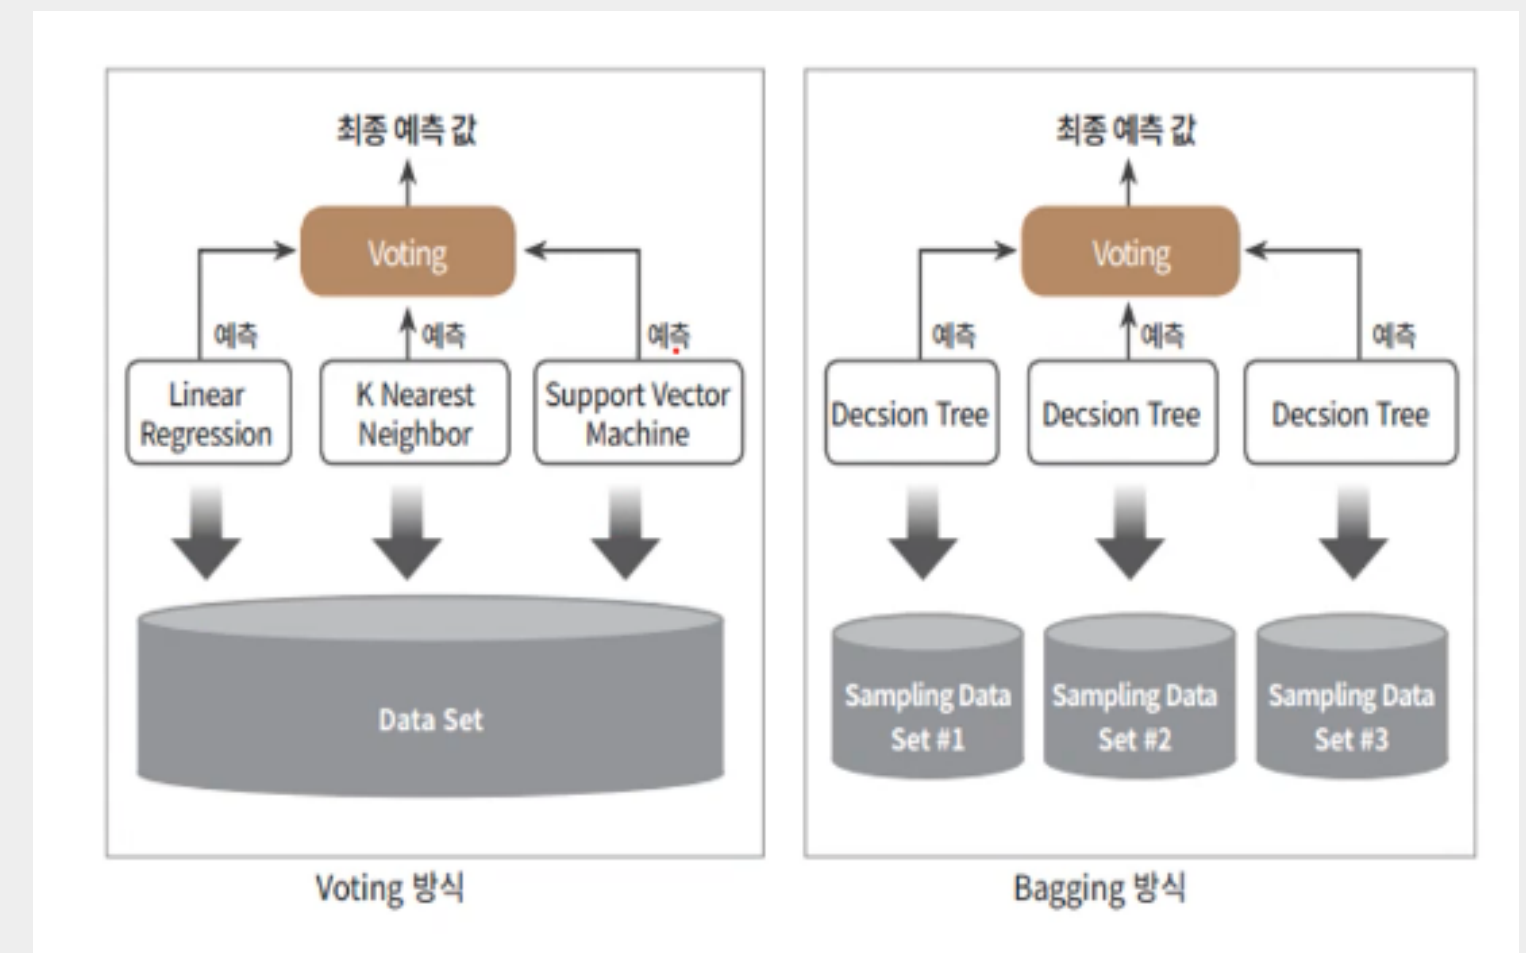 최종 예측 값
Voting
예측
예측
예측
Linear
Regression
K Nearest
Neighbor
Support Vector
Machine
Data Set
Voting 방식
최종 예측 값
Voting
예측
예측
예측
Decsion Tree
Decsion Tree
Decsion Tree
Sampling Data
Set #1
Sampling Data
Set #2
Sampling Data
Set #3
Bagging 방식